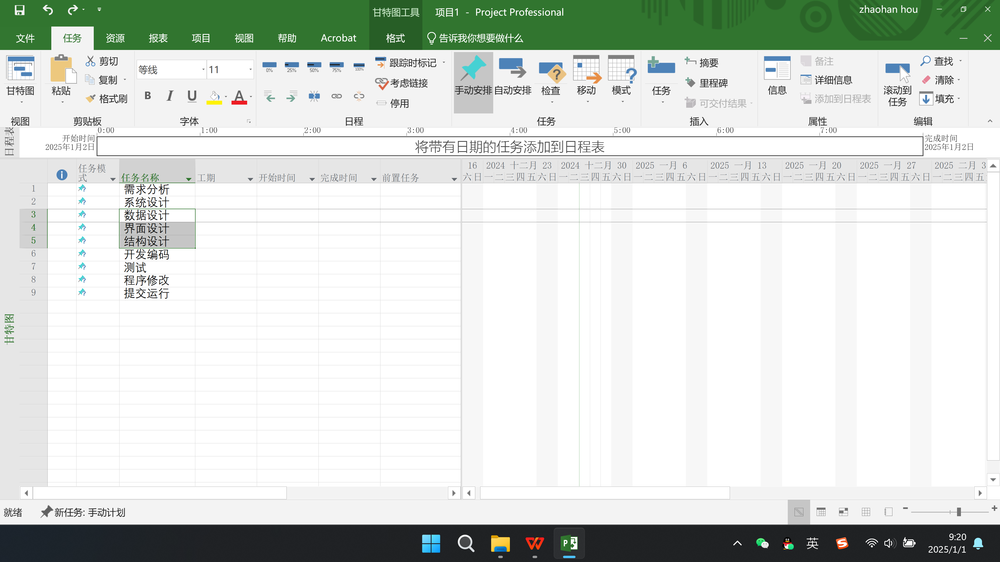 甘特图工具 项目1 - Project Professional zhaohan hou
文件 任务 资源 报表 项目 视图 帮助 Acrobat 格式 告诉我你想要做什么
甘特图
视图
粘贴
剪切
复制
格式刷
剪贴板
等线 11
B I U A
字体
0% 25% 50% 75% 100%
跟踪时标记
考虑链接
停用
日程
手动安排 自动安排 检查 移动 模式
任务
任务
摘要
里程碑
可交付结果
插入
信息
备注
详细信息
添加到日程表
属性
滚动到
任务
查找
清除
填充
编辑
日程表
0:00 1:00 2:00 3:00 4:00 5:00 6:00 7:00
开始时间
2025年1月2日
将带有日期的任务添加到日程表
完成时间
2025年1月2日
任务模
式 任务名称 工期 开始时间 完成时间 前置任务
16 2024 十二月 23 2024 十二月 30 2025 一月 6 2025 一月 13 2025 一月 20 2025 一月 27 2025 二月 3
六 日 一 二 三 四 五 六 日 一 二 三 四 五 六 日 一 二 三 四 五 六 日 一 二 三 四 五 六 日 一 二 三 四 五 六 日 一 二 三 四 五 六 日 一 二 三 四 五
1 需求分析
2 系统设计
3 数据设计
4 界面设计
5 结构设计
6 开发编码
7 测试
8 程序修改
9 提交运行
甘特图
就绪 新任务: 手动计划
英
9:20
2025/1/1